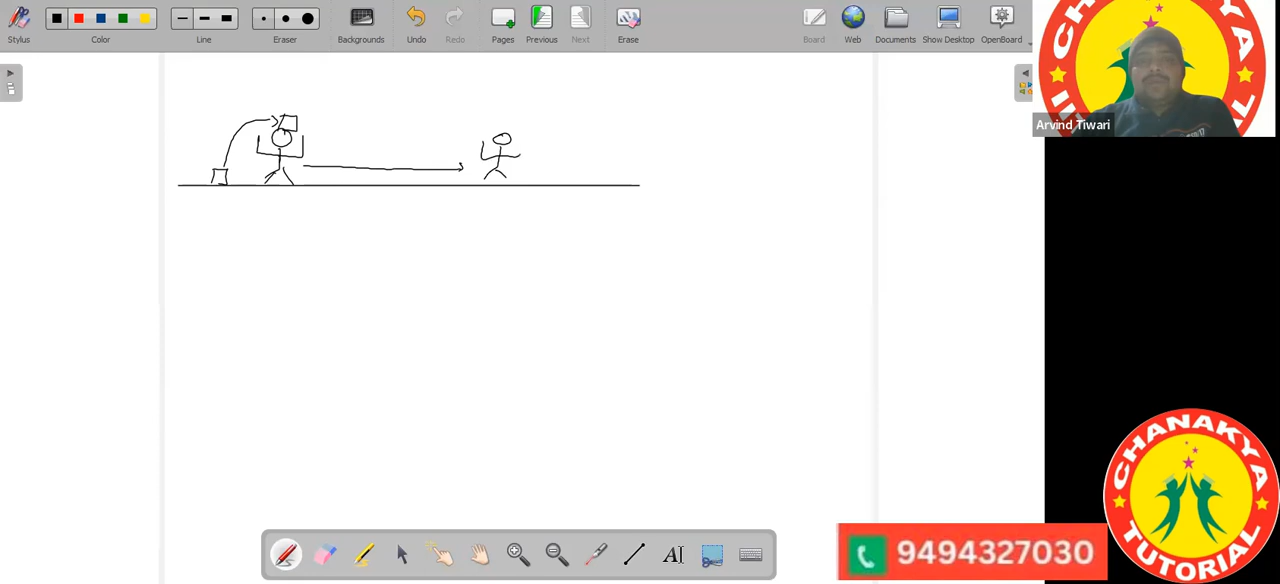 Stylus
Color
Line
Eraser
Backgrounds
Undo
Redo
Pages
Previous
Next
Erase
Board
Web
Documents
Show Desktop
OpenBoard
Arvind Tiwari
CHANAKYA
TUTORIAL
9494327030